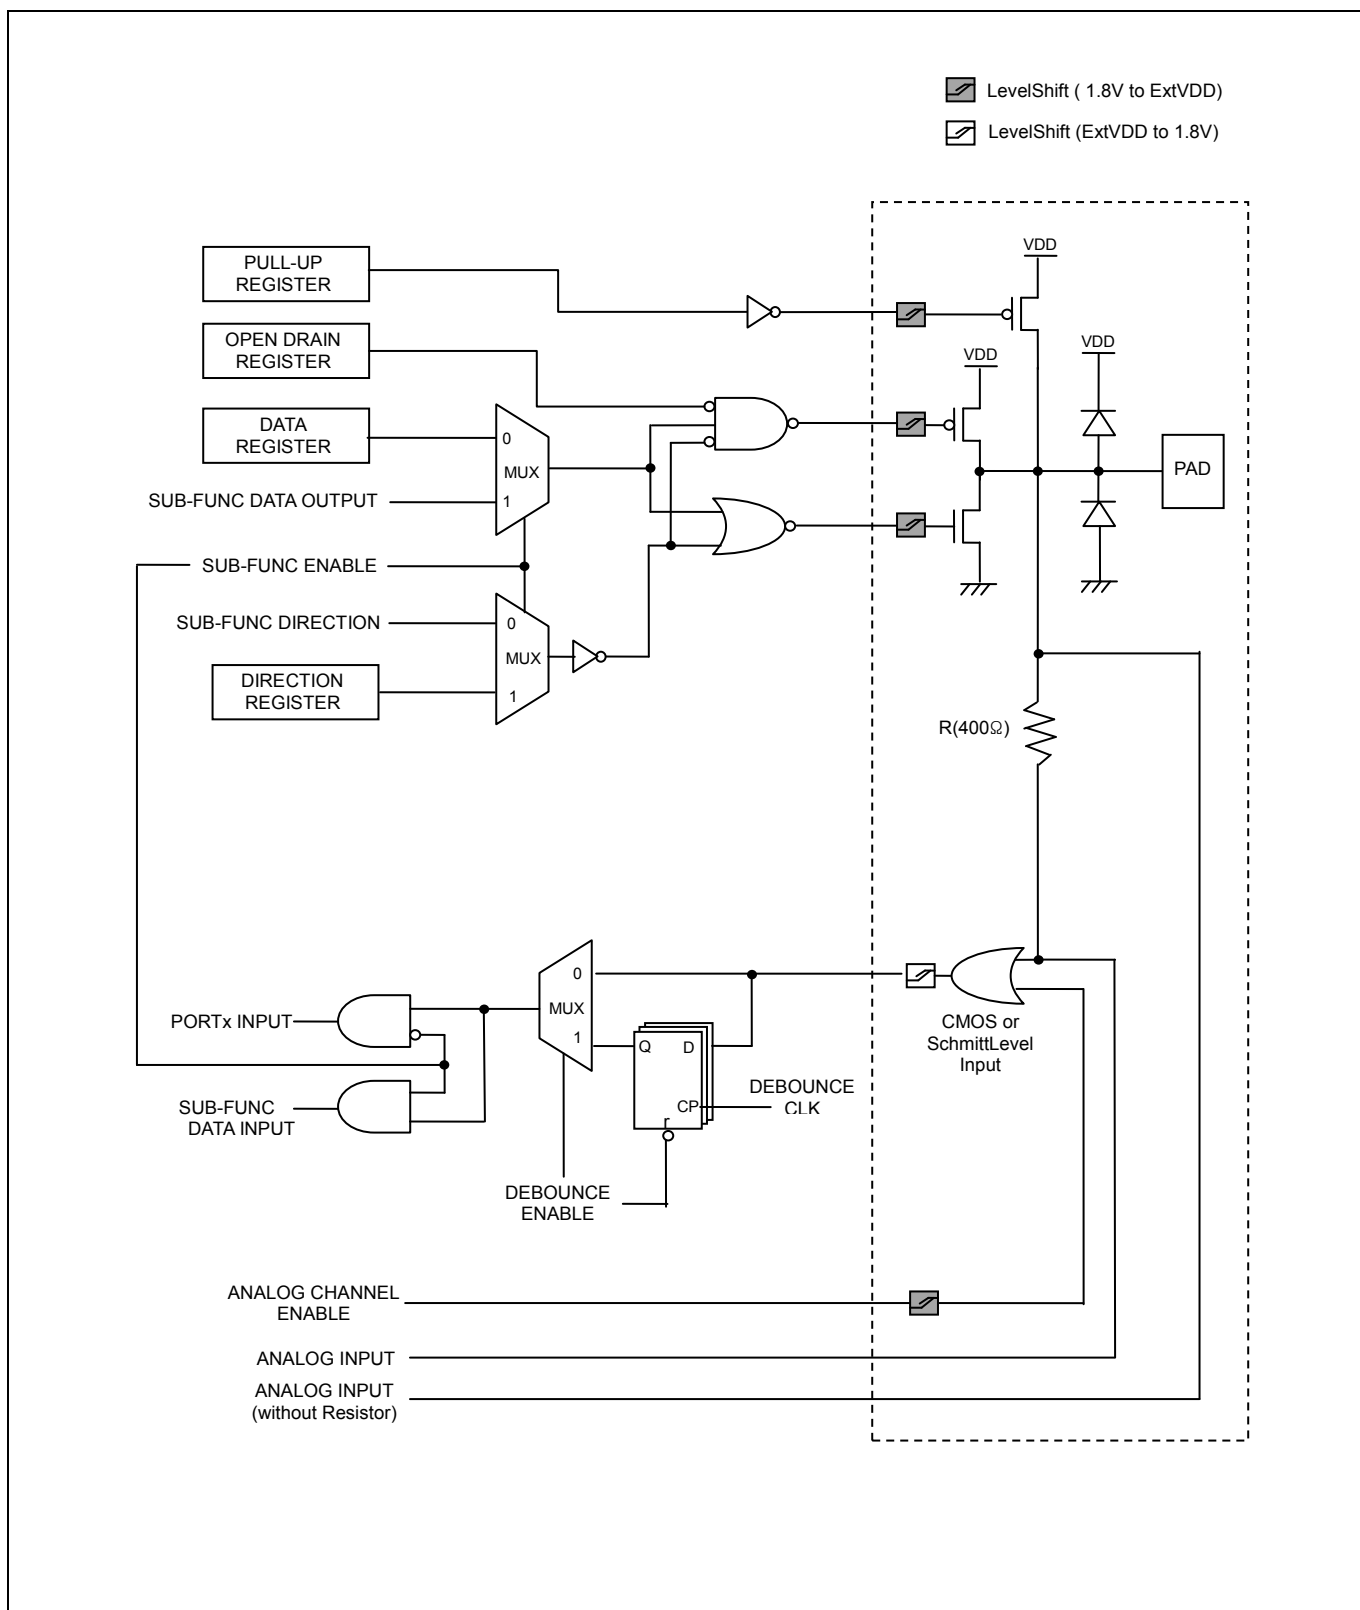 LevelShift ( 1.8V to ExtVDD)
LevelShift (ExtVDD to 1.8V)
VDD
PULL-UP
REGISTER
OPEN DRAIN
REGISTER
VDD
VDD
DATA
REGISTER
0
MUX
1
PAD
SUB-FUNC DATA OUTPUT
SUB-FUNC ENABLE
SUB-FUNC DIRECTION
0
MUX
1
DIRECTION
REGISTER
R(400Ω)
0
MUX
1
PORTx INPUT
CMOS or
SchmittLevel
Input
Q D
CP
r
DEBOUNCE
CLK
SUB-FUNC
DATA INPUT
DEBOUNCE
ENABLE
ANALOG CHANNEL
ENABLE
ANALOG INPUT
ANALOG INPUT
(without Resistor)